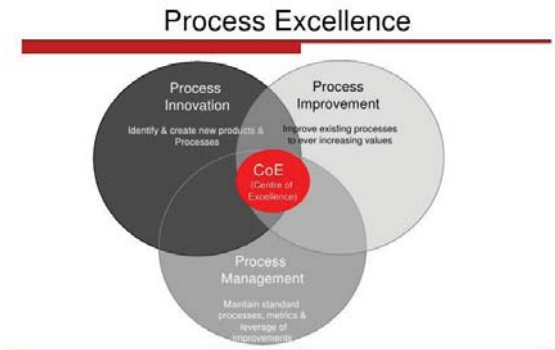 Process Excellence
Process
Innovation
Identify & create new products &
Processes
Process
Improvement
Improve existing processes
to ever increasing values
CoE
(Centre of
Excellence)
Process
Management
Maintain standard
processes, metrics &
leverage of
improvements